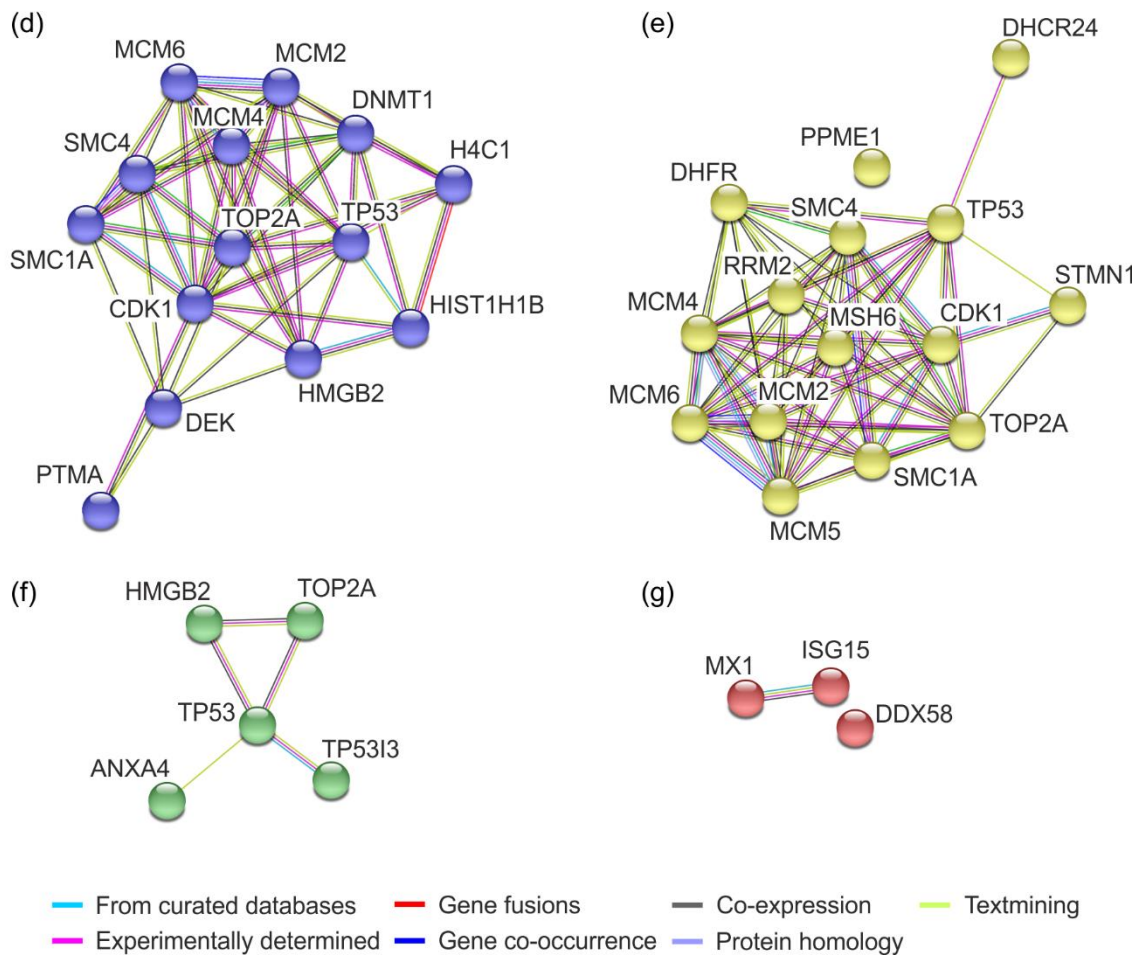 (d)
MCM6
MCM2
DNMT1
MCM4
SMC4
H4C1
TOP2A
TP53
SMC1A
CDK1
HIST1H1B
HMGB2
DEK
PTMA
(e)
DHCR24
PPME1
DHFR
SMC4
TP53
RRM2
STMN1
MCM4
MSH6
CDK1
MCM6
MCM2
TOP2A
SMC1A
MCM5
(f)
HMGB2
TOP2A
TP53
TP53I3
ANXA4
(g)
ISG15
MX1
DDX58
From curated databases
Gene fusions
Co-expression
Textmining
Experimentally determined
Gene co-occurrence
Protein homology